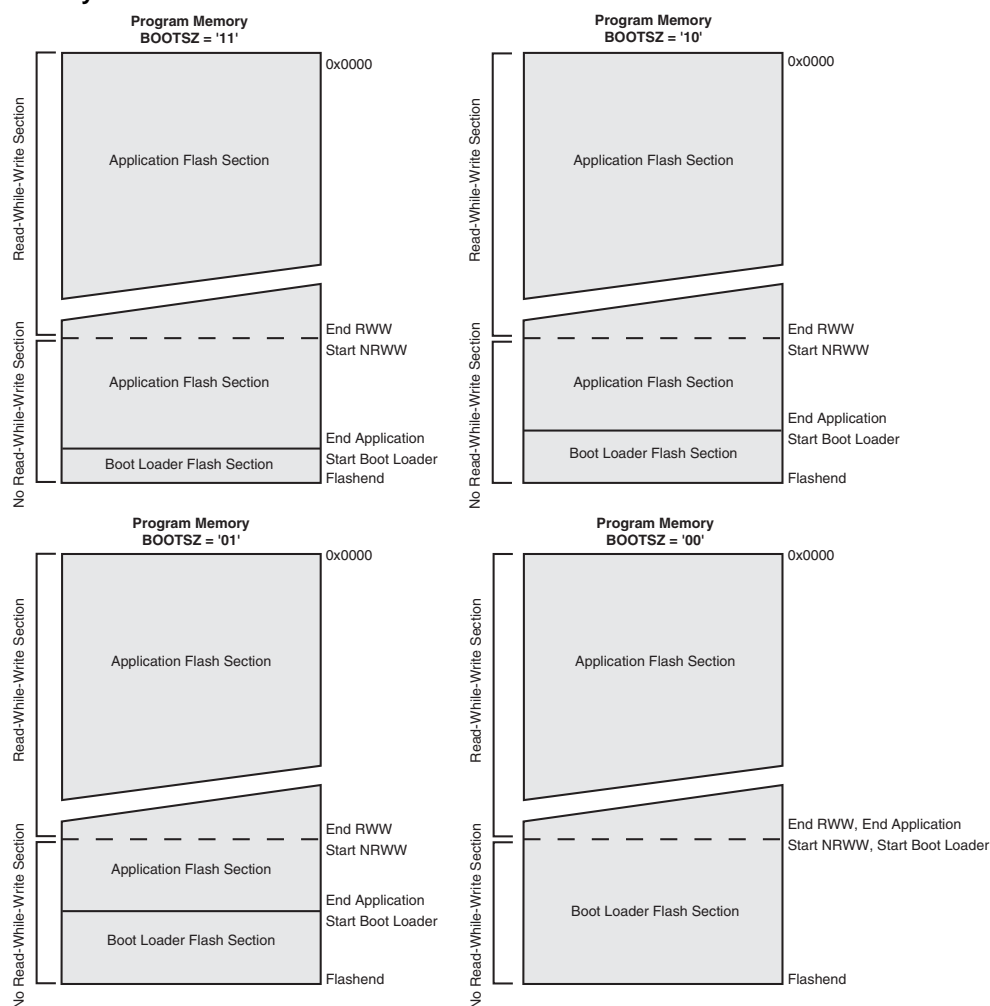 Program Memory
BOOTSZ = '11'
0x0000
Read-While-Write Section
Application Flash Section
End RWW
Start NRWW
No Read-While-Write Section
Application Flash Section
End Application
Start Boot Loader
Boot Loader Flash Section
Flashend
Program Memory
BOOTSZ = '10'
0x0000
Read-While-Write Section
Application Flash Section
End RWW
Start NRWW
No Read-While-Write Section
Application Flash Section
End Application
Start Boot Loader
Boot Loader Flash Section
Flashend
Program Memory
BOOTSZ = '01'
0x0000
Read-While-Write Section
Application Flash Section
End RWW
Start NRWW
No Read-While-Write Section
Application Flash Section
End Application
Start Boot Loader
Boot Loader Flash Section
Flashend
Program Memory
BOOTSZ = '00'
0x0000
Read-While-Write Section
Application Flash Section
End RWW, End Application
Start NRWW, Start Boot Loader
No Read-While-Write Section
Boot Loader Flash Section
Flashend